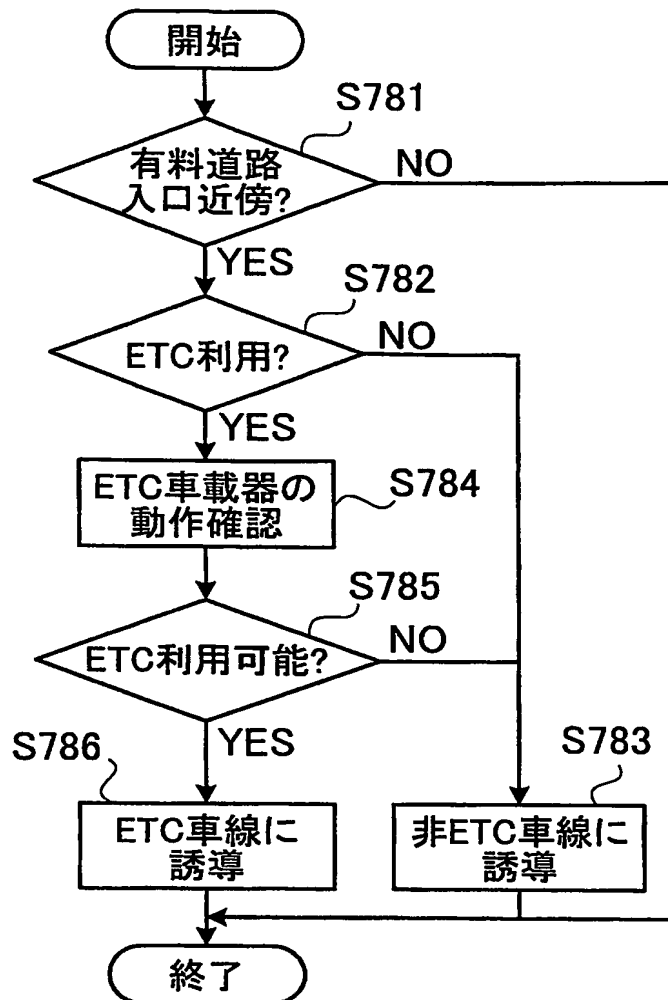 開始
S781
有料道路
入口近傍?
NO
YES
S782
ETC利用?
NO
YES
ETC車載器の
動作確認
S784
S785
ETC利用可能?
NO
YES
S786
S783
ETC車線に
誘導
非ETC車線に
誘導
終了